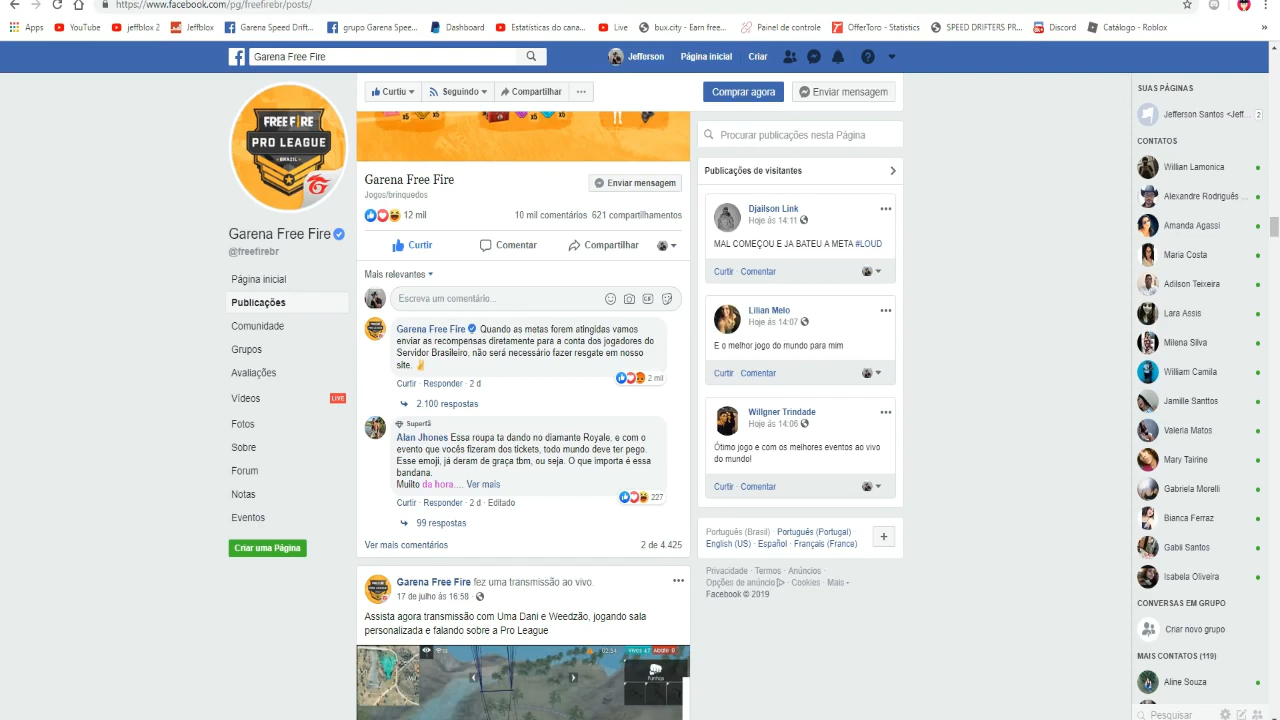 https://www.facebook.com/pg/freefirebr/posts/
Apps YouTube jeffblox 2 Jeffblox Garena Speed Drift... grupo Garena Spee... Dashboard Estatísticas do cana... Live bux.city - Earn free... Painel de controle OfferToro - Statistics SPEED DRIFTERS PR... Discord Catálogo - Roblox »
Garena Free Fire
Jefferson Página inicial Criar
FREE FIRE
PRO LEAGUE
BRAZIL
Garena Free Fire
@freefirebr
Página inicial
Publicações
Comunidade
Grupos
Avaliações
Vídeos LIVE
Fotos
Sobre
Forum
Notas
Eventos
Criar uma Página
Curtiu Seguindo Compartilhar ...
Comprar agora Enviar mensagem
x5 x5 x5 x5
Garena Free Fire
Jogos/brinquedos
Enviar mensagem
12 mil 10 mil comentários 621 compartilhamentos
Curtir Comentar Compartilhar
Mais relevantes
Escreva um comentário...
Garena Free Fire Quando as metas forem atingidas vamos
enviar as recompensas diretamente para a conta dos jogadores do
Servidor Brasileiro, não será necessário fazer resgate em nosso
site. ✌
2 mil
Curtir · Responder · 2 d
2.100 respostas
Superfã
Alan Jhones Essa roupa ta dando no diamante Royale, e com o
evento que vocês fizeram dos tickets, todo mundo deve ter pego.
Esse emoji, já deram de graça tbm, ou seja. O que importa é essa
bandana.
Muiito da hora.... Ver mais
227
Curtir · Responder · 2 d · Editado
99 respostas
Ver mais comentários 2 de 4.425
Garena Free Fire fez uma transmissão ao vivo.
17 de julho às 16:58 ·
Assista agora transmissão com Uma Dani e Weedzão, jogando sala
personalizada e falando sobre a Pro League
02:54 Vivos 47 Abate 0
Punhos
Procurar publicações nesta Página
Publicações de visitantes
Djailson Link
Hoje às 14:11 ·
MAL COMEÇOU E JA BATEU A META #LOUD
Curtir · Comentar
Lilian Melo
Hoje às 14:07 ·
E o melhor jogo do mundo para mim
Curtir · Comentar
Willgner Trindade
Hoje às 14:06 ·
Ótimo jogo e com os melhores eventos ao vivo
do mundo!
Curtir · Comentar
Português (Brasil) · Português (Portugal) ·
English (US) · Español · Français (France)
Privacidade · Termos · Anúncios ·
Opções de anúncio · Cookies · Mais
Facebook © 2019
SUAS PÁGINAS
Jefferson Santos <Jeff... 2
CONTATOS
Willian Lamonica
Alexandre Rodriguês ...
Amanda Agassi
Maria Costa
Adilson Teixeira
Lara Assis
Milena Silva
William Camila
Jamille Santtos
Valeria Matos
Mary Tairine
Gabriela Morelli
Bianca Ferraz
Gabii Santos
Isabela Oliveira
CONVERSAS EM GRUPO
Criar novo grupo
MAIS CONTATOS (119)
Aline Souza
Pesquisar